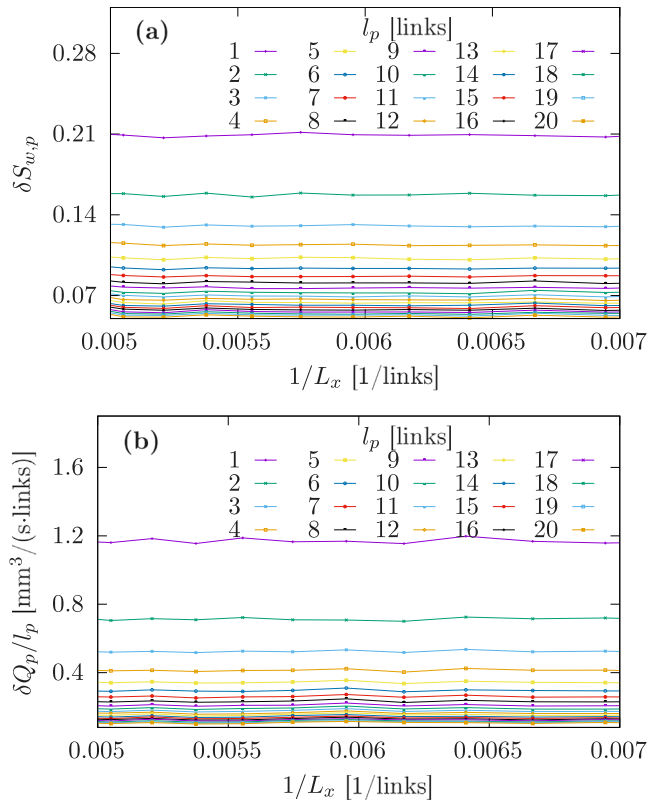 (a)
l_p [links]
1 5 9 13 17
2 6 10 14 18
3 7 11 15 19
4 8 12 16 20
0.28
0.21
0.14
0.07
δS_{w,p}
0.005 0.0055 0.006 0.0065 0.007
1/L_x [1/links]
(b)
l_p [links]
1 5 9 13 17
2 6 10 14 18
3 7 11 15 19
4 8 12 16 20
1.6
1.2
0.8
0.4
δQ_p/l_p [mm³/(s·links)]
0.005 0.0055 0.006 0.0065 0.007
1/L_x [1/links]